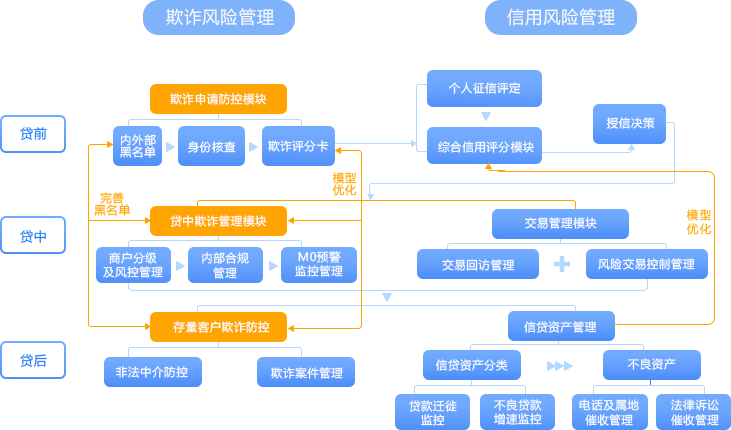 欺诈风险管理
信用风险管理
贷前
欺诈申请防控模块
内外部
黑名单
身份核查
欺诈评分卡
个人征信评定
综合信用评分模块
授信决策
模型
优化
完善
黑名单
贷中
贷中欺诈管理模块
商户分级
及风控管理
内部合规
管理
M0预警
监控管理
交易管理模块
交易回访管理
风险交易控制管理
模型
优化
贷后
存量客户欺诈防控
非法中介防控
欺诈案件管理
信贷资产管理
信贷资产分类
不良资产
贷款迁徙
监控
不良贷款
增速监控
电话及属地
催收管理
法律诉讼
催收管理